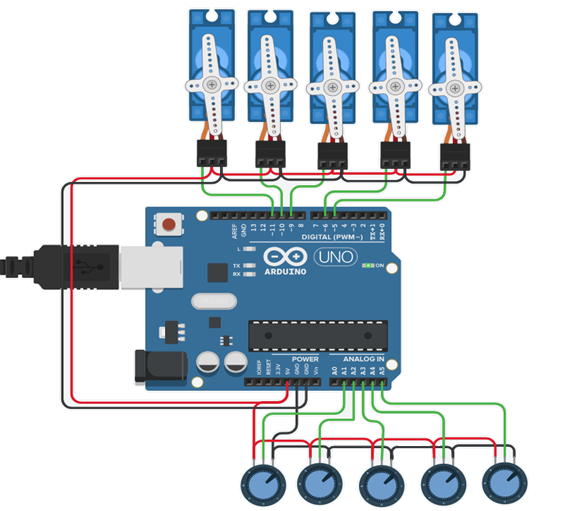 AREF
GND
13
12
~11
~10
~9
8
7
~6
~5
4
~3
2
TX→1
RX←0
DIGITAL (PWM~)
L
TX
RX
UNO
ON
ARDUINO
POWER
ANALOG IN
IOREF
RESET
3.3V
5V
GND
GND
Vin
A0
A1
A2
A3
A4
A5